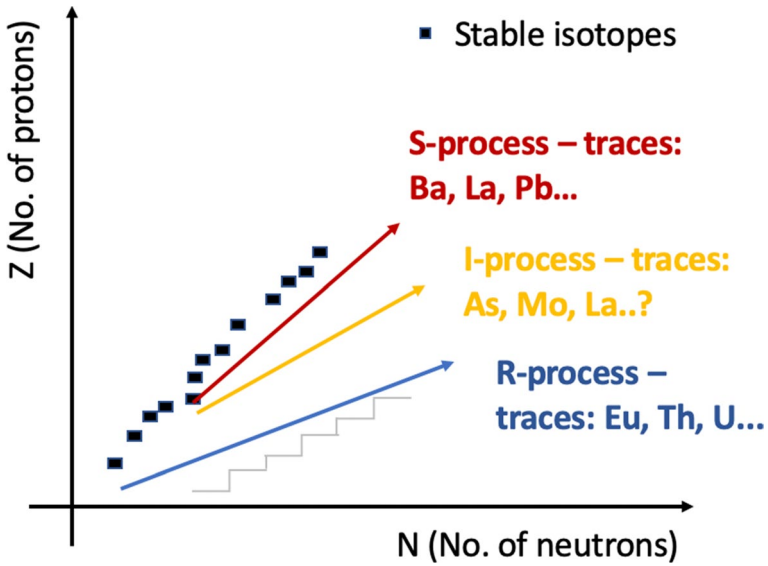 Z (No. of protons)
Stable isotopes
S-process – traces:
Ba, La, Pb...
I-process – traces:
As, Mo, La..?
R-process –
traces: Eu, Th, U...
N (No. of neutrons)